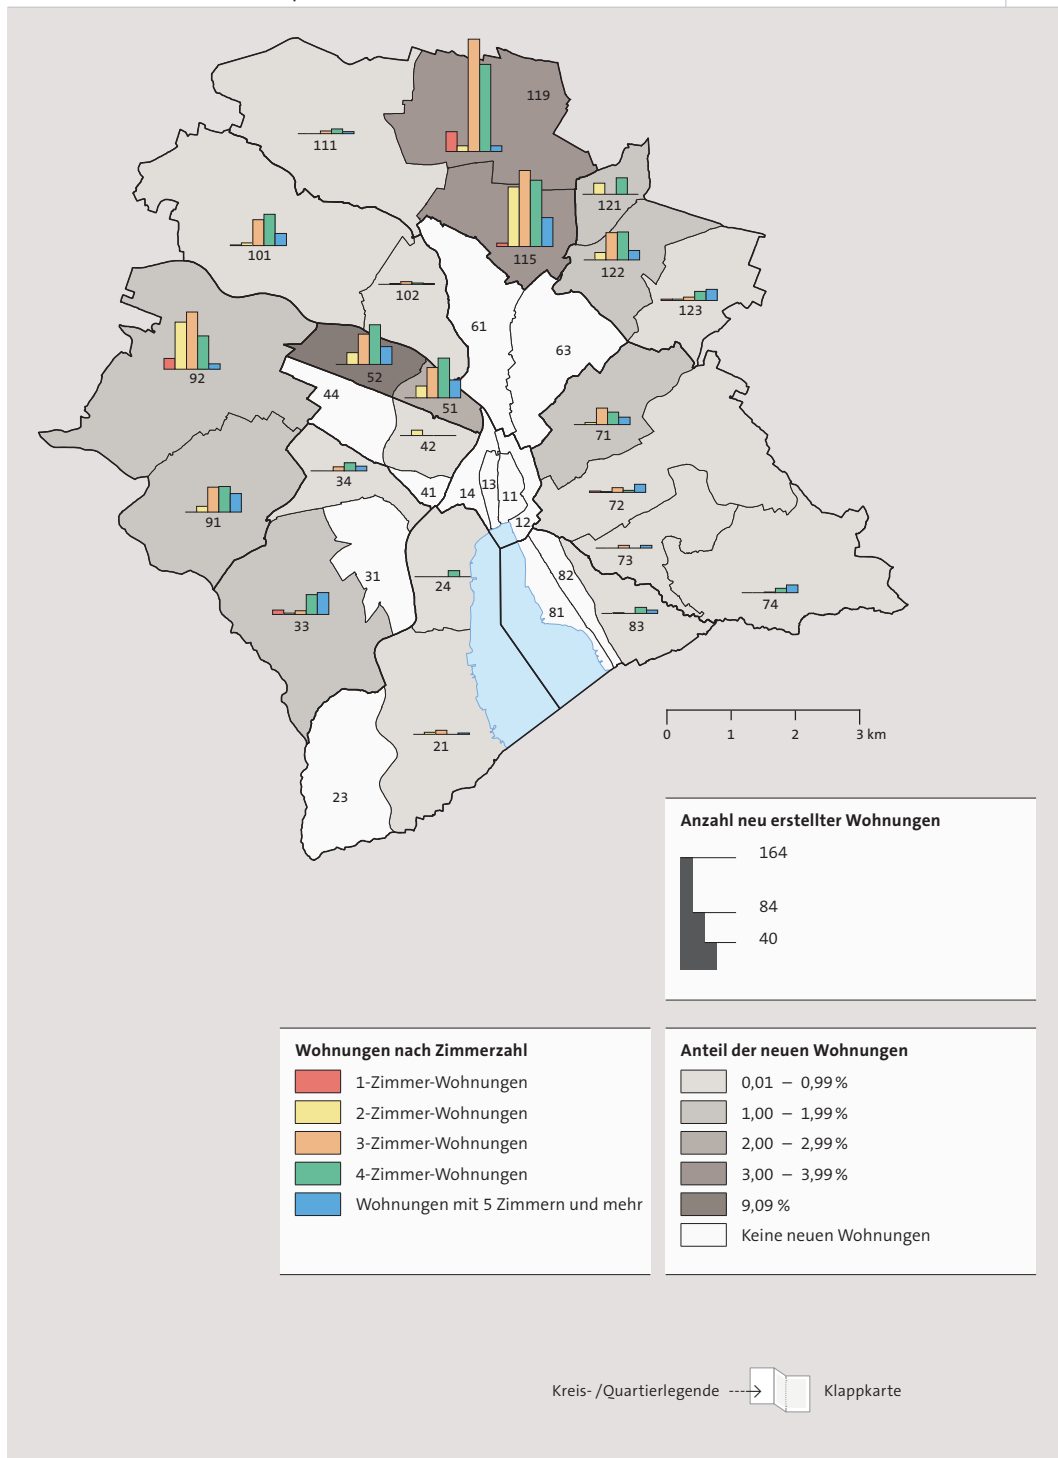 119
111
121
101
115
122
102
123
61
63
92
52
44
51
71
42
34
13
41
14
11
72
91
12
73
31
82
24
74
81
33
83
21
0 1 2 3 km
23
Anzahl neu erstellter Wohnungen
164
84
40
Wohnungen nach Zimmerzahl
1-Zimmer-Wohnungen
2-Zimmer-Wohnungen
3-Zimmer-Wohnungen
4-Zimmer-Wohnungen
Wohnungen mit 5 Zimmern und mehr
Anteil der neuen Wohnungen
0,01 – 0,99 %
1,00 – 1,99 %
2,00 – 2,99 %
3,00 – 3,99 %
9,09 %
Keine neuen Wohnungen
Kreis- /Quartierlegende
Klappkarte